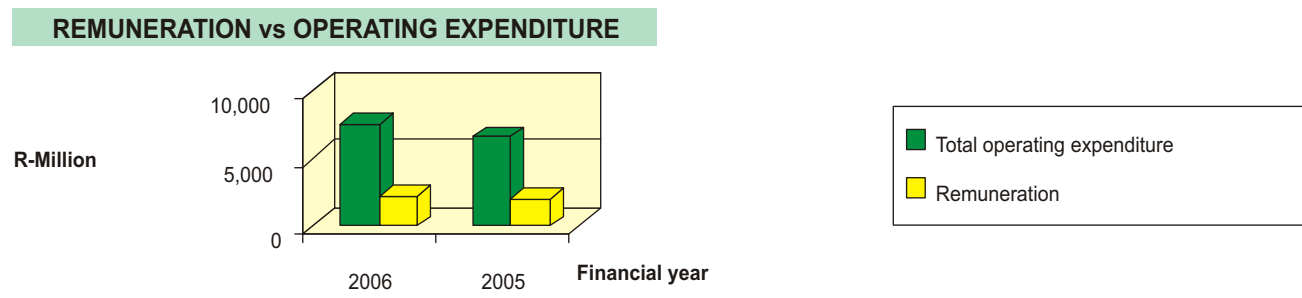 REMUNERATION vs OPERATING EXPENDITURE
10,000
R-Million
5,000
0
2006
2005
Financial year
Total operating expenditure
Remuneration